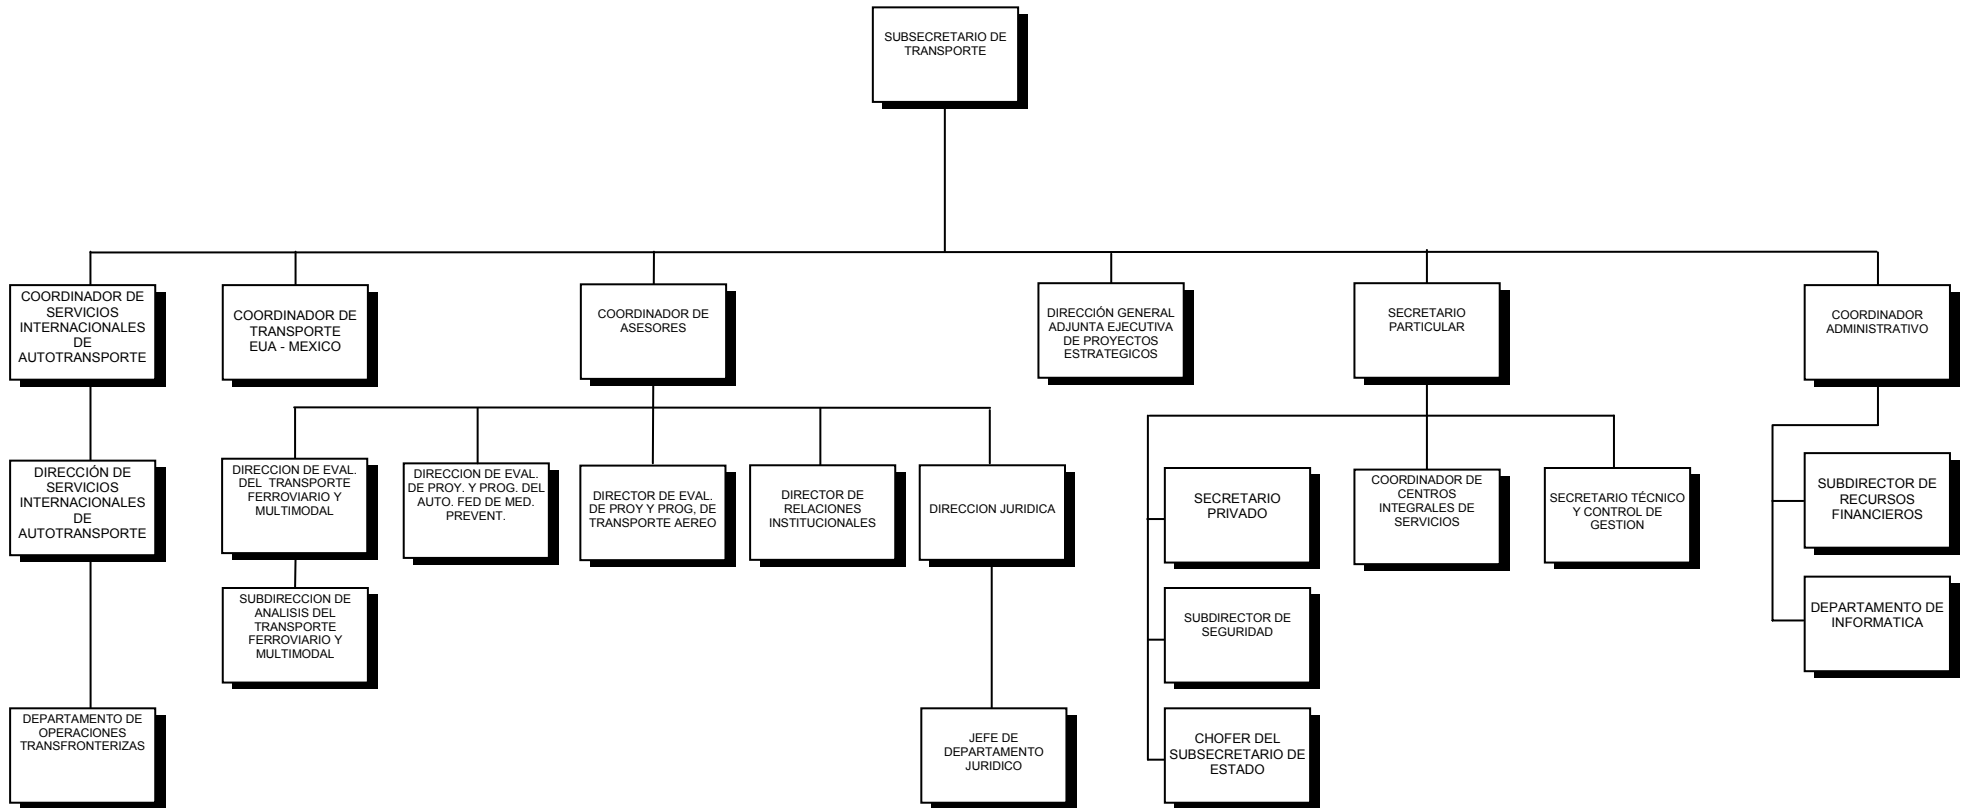 SUBSECRETARIO DE
TRANSPORTE
COORDINADOR DE
SERVICIOS
INTERNACIONALES
DE
AUTOTRANSPORTE
COORDINADOR DE
TRANSPORTE
EUA - MEXICO
COORDINADOR DE
ASESORES
DIRECCIÓN GENERAL
ADJUNTA EJECUTIVA
DE PROYECTOS
ESTRATEGICOS
SECRETARIO
PARTICULAR
COORDINADOR
ADMINISTRATIVO
DIRECCIÓN DE
SERVICIOS
INTERNACIONALES
DE
AUTOTRANSPORTE
DIRECCION DE EVAL.
DEL TRANSPORTE
FERROVIARIO Y
MULTIMODAL
DIRECCION DE EVAL.
DE PROY. Y PROG. DEL
AUTO. FED DE MED.
PREVENT.
DIRECTOR DE EVAL.
DE PROY Y PROG, DE
TRANSPORTE AEREO
DIRECTOR DE
RELACIONES
INSTITUCIONALES
DIRECCION JURIDICA
SECRETARIO
PRIVADO
COORDINADOR DE
CENTROS
INTEGRALES DE
SERVICIOS
SECRETARIO TÉCNICO
Y CONTROL DE
GESTION
SUBDIRECTOR DE
RECURSOS
FINANCIEROS
SUBDIRECCION DE
ANALISIS DEL
TRANSPORTE
FERROVIARIO Y
MULTIMODAL
SUBDIRECTOR DE
SEGURIDAD
DEPARTAMENTO DE
INFORMATICA
DEPARTAMENTO DE
OPERACIONES
TRANSFRONTERIZAS
JEFE DE
DEPARTAMENTO
JURIDICO
CHOFER DEL
SUBSECRETARIO DE
ESTADO